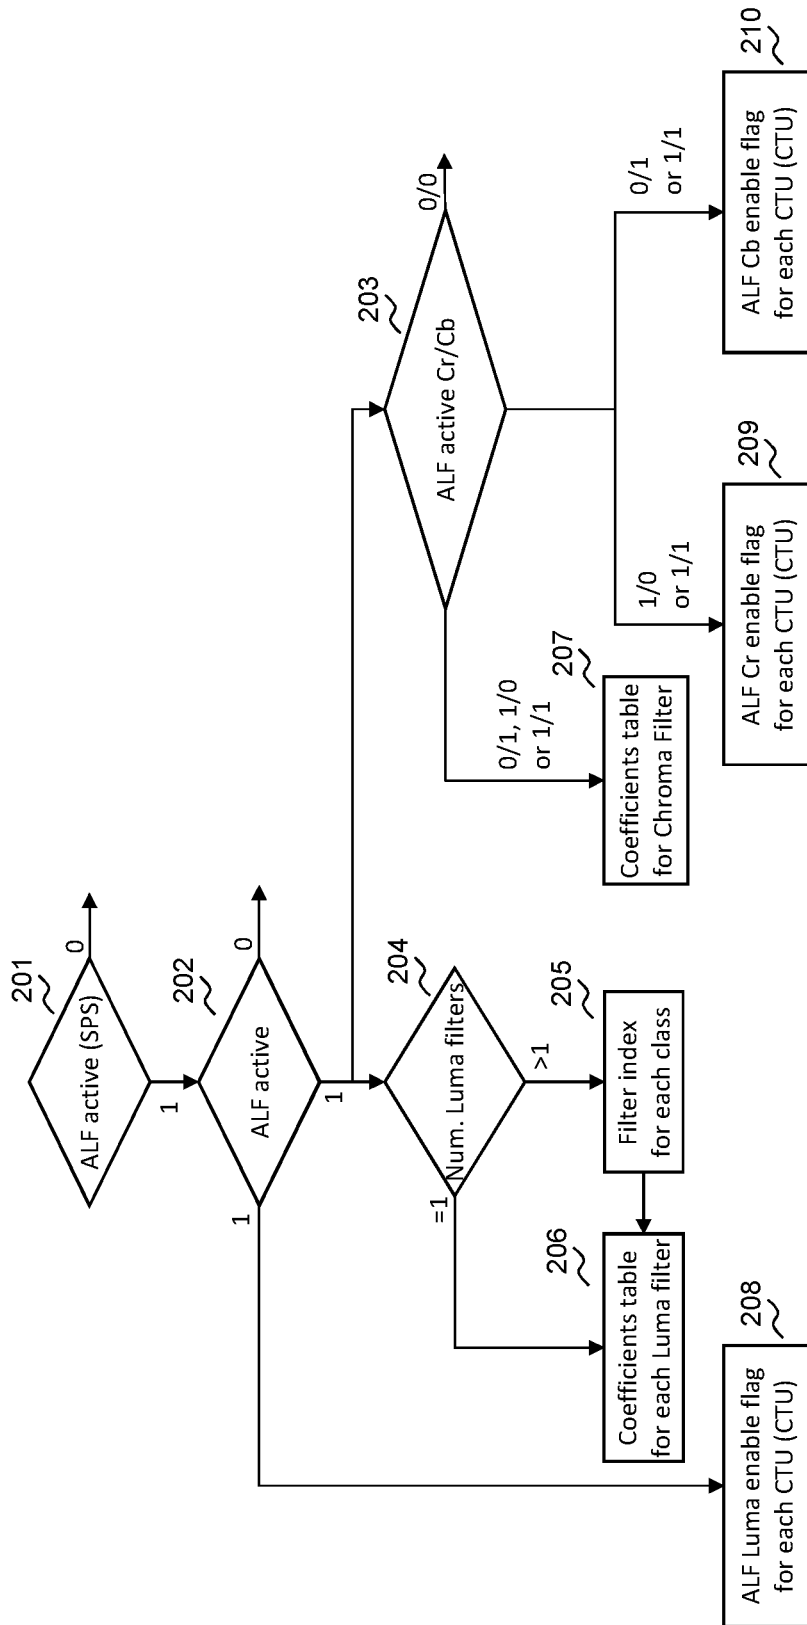 201
ALF active (SPS)
0
1
202
ALF active
0
1
1
203
ALF active Cr/Cb
0/0
204
Num. Luma filters
=1
>1
205
Filter index
for each class
206
Coefficients table
for each Luma filter
0/1, 1/0
or 1/1
207
Coefficients table
for Chroma Filter
1/0
or 1/1
0/1
or 1/1
208
ALF Luma enable flag
for each CTU (CTU)
209
ALF Cr enable flag
for each CTU (CTU)
210
ALF Cb enable flag
for each CTU (CTU)